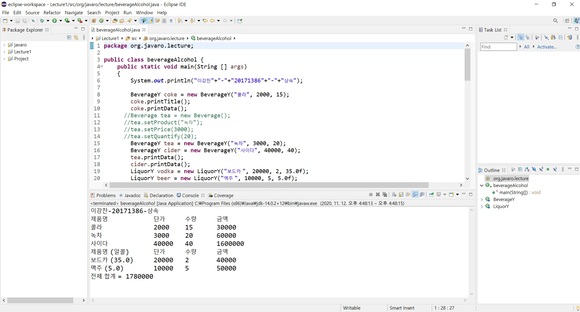 eclipse-workspace - Lecture1/src/org/javaro/lecture/beverageAlcohol.java - Eclipse IDE
File Edit Source Refactor Navigate Search Project Run Window Help
Package Explorer
javaro
Lecture1
Project
beverageAlcohol.java
Lecture1 src org.javaro.lecture beverageAlcohol
1 package org.javaro.lecture;
2
3 public class beverageAlcohol {
4 public static void main(String [] args)
5 {
6 System.out.println("이강진"+"-"+"20171386"+"-"+"상속");
7
8 BeverageY coke = new BeverageY("콜라", 2000, 15);
9 coke.printTitle();
10 coke.printData();
11 //Beverage tea = new Beverage();
12 //tea.setProduct("녹차");
13 //tea.setPrice(3000);
14 //tea.setQuantify(20);
15 BeverageY tea = new BeverageY("녹차", 3000, 20);
16 BeverageY cider = new BeverageY("사이다", 40000, 40);
17 tea.printData();
18 cider.printData();
19 LiquorY vodka = new LiquorY("보드카", 20000, 2, 35.0f);
20 LiquorY beer = new LiquorY("맥주", 10000, 5, 5.0f);
Problems Javadoc Declaration Console Coverage
<terminated> beverageAlcohol [Java Application] C:\Program Files\Java\jdk-14.0.2+12\bin\javaw.exe (2020. 11. 12. 오후 4:48:13 – 오후 4:48:15)
이강진-20171386-상속
제품명 단가 수량 금액
콜라 2000 15 30000
녹차 3000 20 60000
사이다 40000 40 1600000
제품명 (알콜) 단가 수량 금액
보드카 (35.0) 20000 2 40000
맥주 (5.0) 10000 5 50000
전체 합계 = 1780000
Task List
Find All Activate...
Outline
org.javaro.lecture
beverageAlcohol
main(String[]) : void
BeverageY
LiquorY
Writable Smart Insert 1 : 28 : 27